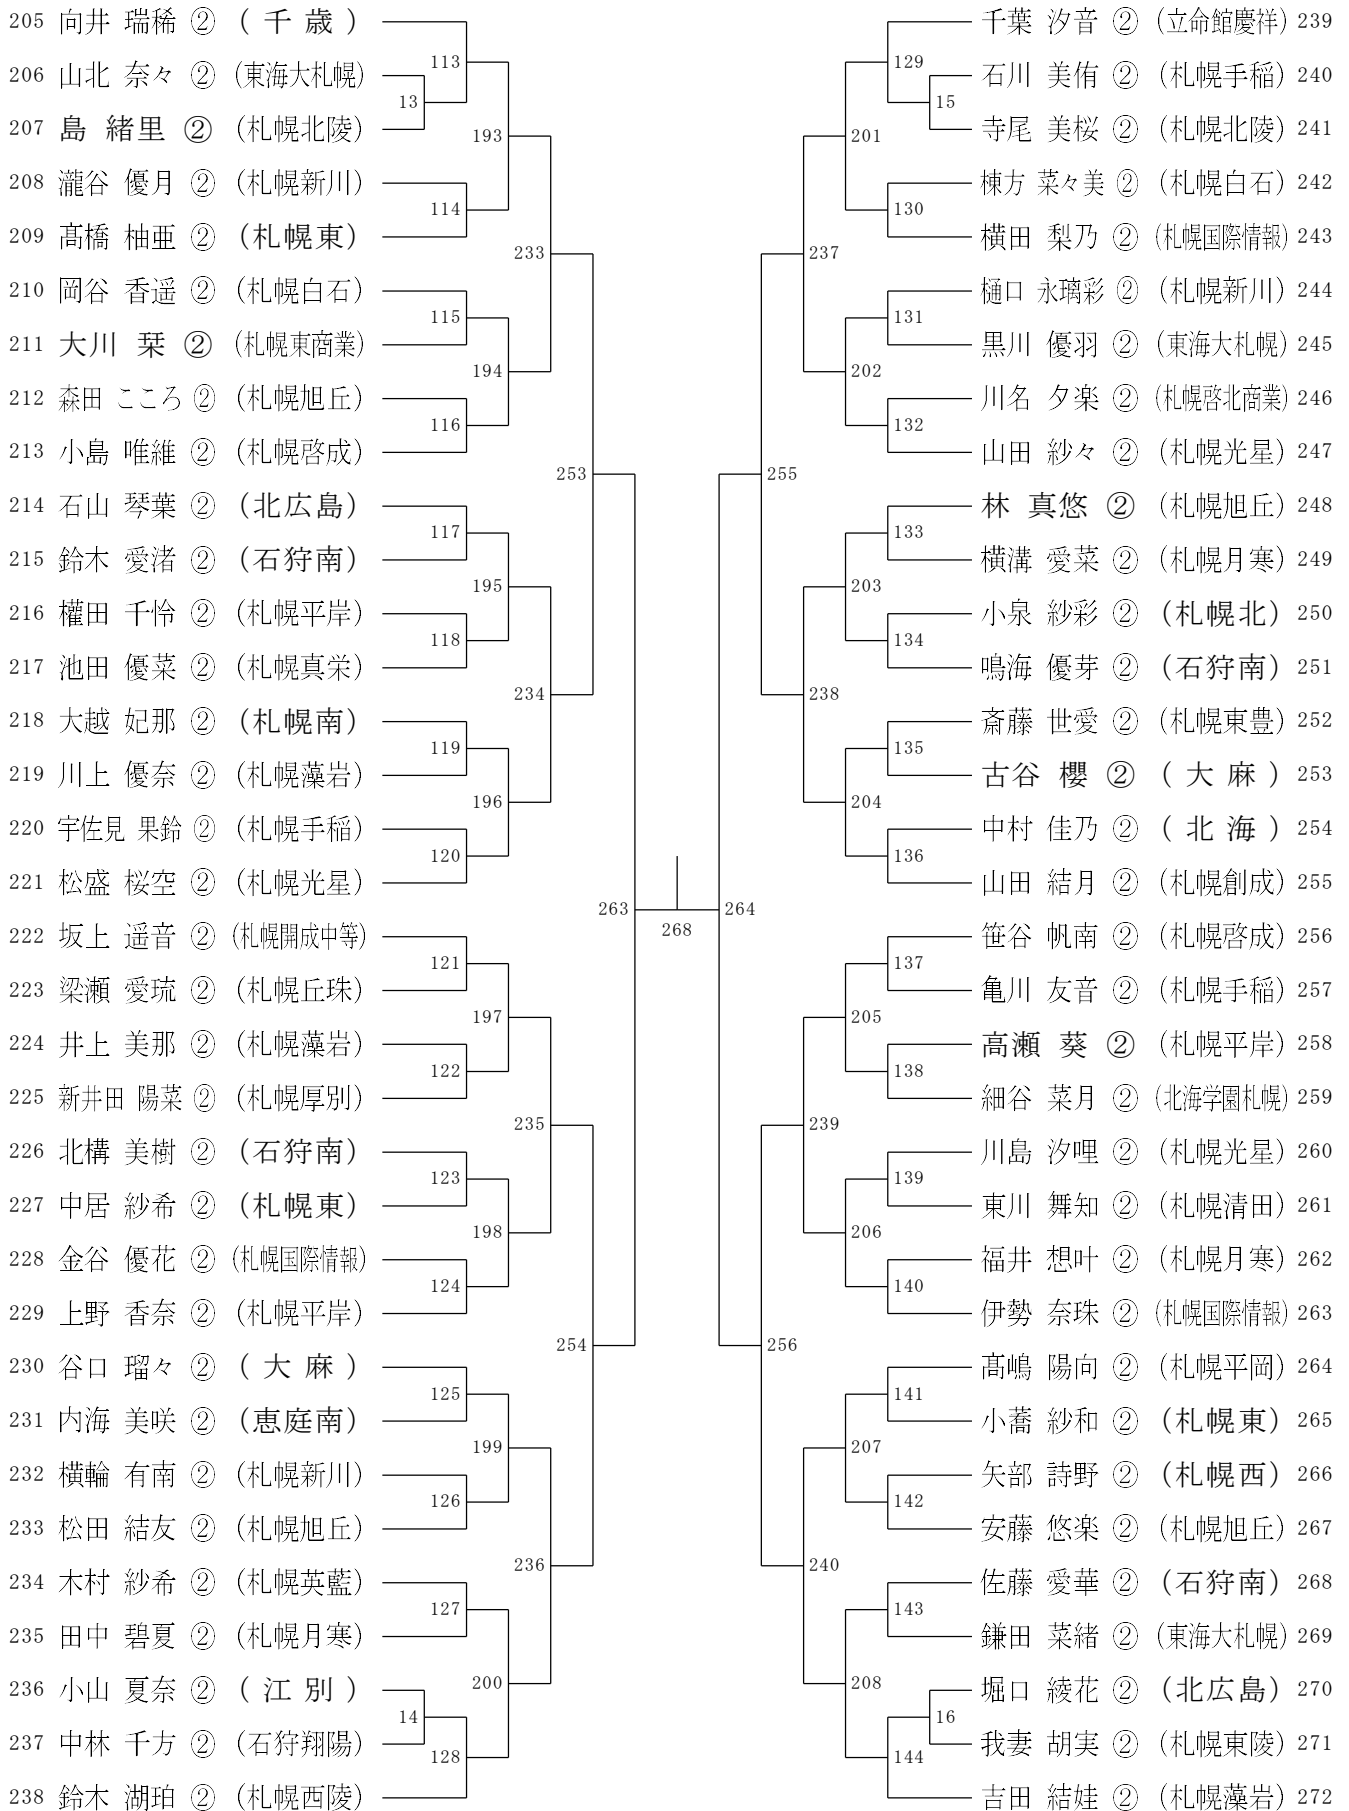 205 向井 瑞稀 ② ( 千 歳 )
206 山北 奈々 ② (東海大札幌)
207 島 緒里 ② (札幌北陵)
208 瀧谷 優月 ② (札幌新川)
209 髙橋 柚亜 ② (札幌東)
210 岡谷 香遥 ② (札幌白石)
211 大川 栞 ② (札幌東商業)
212 森田 こころ ② (札幌旭丘)
213 小島 唯維 ② (札幌啓成)
214 石山 琴葉 ② (北広島)
215 鈴木 愛渚 ② (石狩南)
216 權田 千怜 ② (札幌平岸)
217 池田 優菜 ② (札幌真栄)
218 大越 妃那 ② (札幌南)
219 川上 優奈 ② (札幌藻岩)
220 宇佐見 果鈴 ② (札幌手稲)
221 松盛 桜空 ② (札幌光星)
222 坂上 遥音 ② (札幌開成中等)
223 梁瀬 愛琉 ② (札幌丘珠)
224 井上 美那 ② (札幌藻岩)
225 新井田 陽菜 ② (札幌厚別)
226 北構 美樹 ② (石狩南)
227 中居 紗希 ② (札幌東)
228 金谷 優花 ② (札幌国際情報)
229 上野 香奈 ② (札幌平岸)
230 谷口 瑠々 ② ( 大 麻 )
231 内海 美咲 ② (恵庭南)
232 横輪 有南 ② (札幌新川)
233 松田 結友 ② (札幌旭丘)
234 木村 紗希 ② (札幌英藍)
235 田中 碧夏 ② (札幌月寒)
236 小山 夏奈 ② ( 江 別 )
237 中林 千方 ② (石狩翔陽)
238 鈴木 湖珀 ② (札幌西陵)
13
14
113
114
115
116
117
118
119
120
121
122
123
124
125
126
127
128
193
194
195
196
197
198
199
200
233
234
235
236
253
254
263
268
264
255
256
237
238
239
240
201
202
203
204
205
206
207
208
129
130
131
132
133
134
135
136
137
138
139
140
141
142
143
144
15
16
千葉 汐音 ② (立命館慶祥) 239
石川 美侑 ② (札幌手稲) 240
寺尾 美桜 ② (札幌北陵) 241
棟方 菜々美 ② (札幌白石) 242
横田 梨乃 ② (札幌国際情報) 243
樋口 永璃彩 ② (札幌新川) 244
黒川 優羽 ② (東海大札幌) 245
川名 夕楽 ② (札幌啓北商業) 246
山田 紗々 ② (札幌光星) 247
林 真悠 ② (札幌旭丘) 248
横溝 愛菜 ② (札幌月寒) 249
小泉 紗彩 ② (札幌北) 250
鳴海 優芽 ② (石狩南) 251
斎藤 世愛 ② (札幌東豊) 252
古谷 櫻 ② ( 大 麻 ) 253
中村 佳乃 ② ( 北 海 ) 254
山田 結月 ② (札幌創成) 255
笹谷 帆南 ② (札幌啓成) 256
亀川 友音 ② (札幌手稲) 257
高瀬 葵 ② (札幌平岸) 258
細谷 菜月 ② (北海学園札幌) 259
川島 汐哩 ② (札幌光星) 260
東川 舞知 ② (札幌清田) 261
福井 想叶 ② (札幌月寒) 262
伊勢 奈珠 ② (札幌国際情報) 263
髙嶋 陽向 ② (札幌平岡) 264
小蕎 紗和 ② (札幌東) 265
矢部 詩野 ② (札幌西) 266
安藤 悠楽 ② (札幌旭丘) 267
佐藤 愛華 ② (石狩南) 268
鎌田 菜緒 ② (東海大札幌) 269
堀口 綾花 ② (北広島) 270
我妻 胡実 ② (札幌東陵) 271
吉田 結娃 ② (札幌藻岩) 272